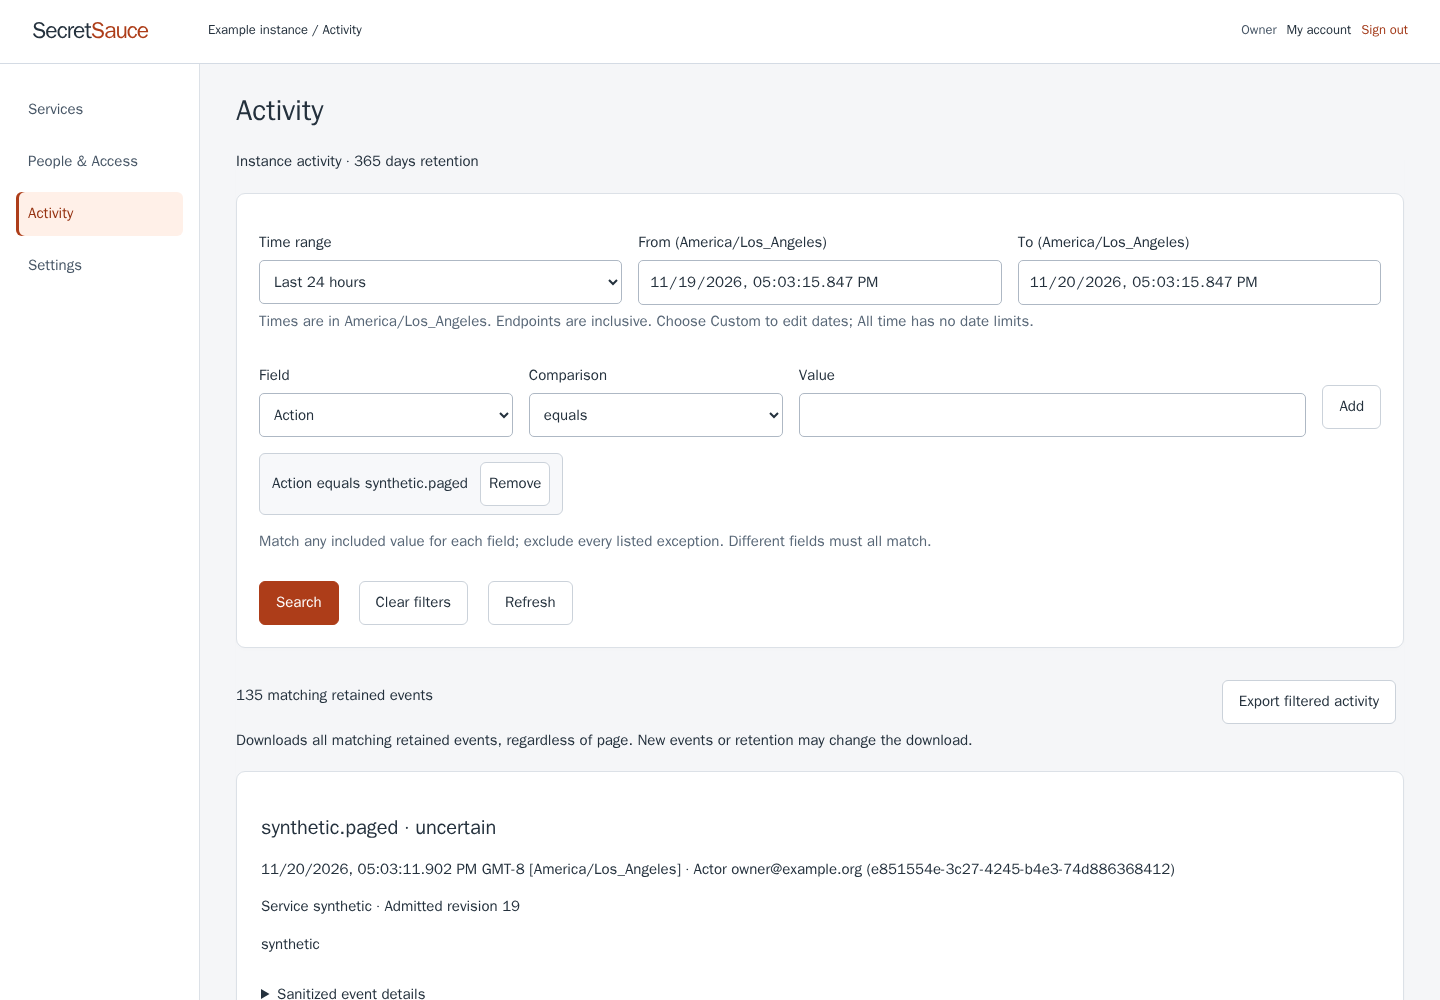 SecretSauce
Example instance / Activity
Owner My account Sign out
Services
People & Access
Activity
Settings
Activity
Instance activity · 365 days retention
Time range
From (America/Los_Angeles)
To (America/Los_Angeles)
Last 24 hours
11/19/2026, 05:03:15.847 PM
11/20/2026, 05:03:15.847 PM
Times are in America/Los_Angeles. Endpoints are inclusive. Choose Custom to edit dates; All time has no date limits.
Field
Comparison
Value
Action
equals
Add
Action equals synthetic.paged
Remove
Match any included value for each field; exclude every listed exception. Different fields must all match.
Search
Clear filters
Refresh
135 matching retained events
Export filtered activity
Downloads all matching retained events, regardless of page. New events or retention may change the download.
synthetic.paged · uncertain
11/20/2026, 05:03:11.902 PM GMT-8 [America/Los_Angeles] · Actor owner@example.org (e851554e-3c27-4245-b4e3-74d886368412)
Service synthetic · Admitted revision 19
synthetic
Sanitized event details